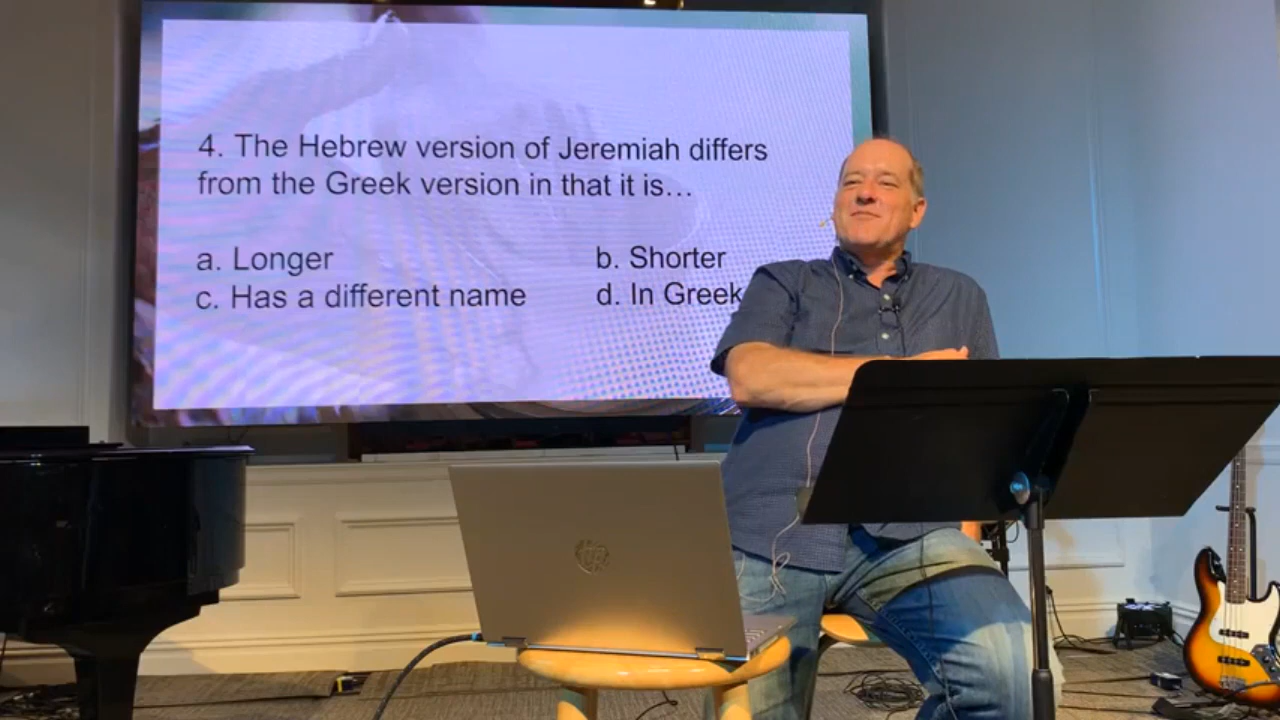 4. The Hebrew version of Jeremiah differs
from the Greek version in that it is…
a. Longer b. Shorter
c. Has a different name d. In Greek